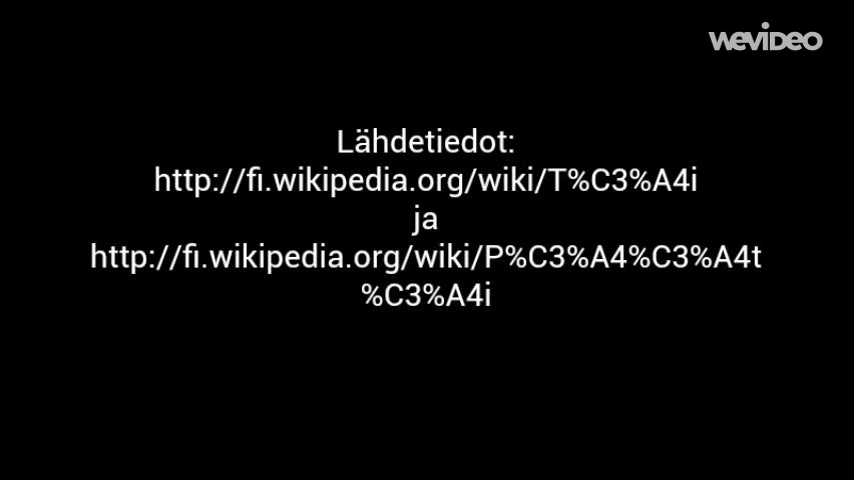 WEVIDEO
Lähdetiedot:
http://fi.wikipedia.org/wiki/T%C3%A4i
ja
http://fi.wikipedia.org/wiki/P%C3%A4%C3%A4t
%C3%A4i